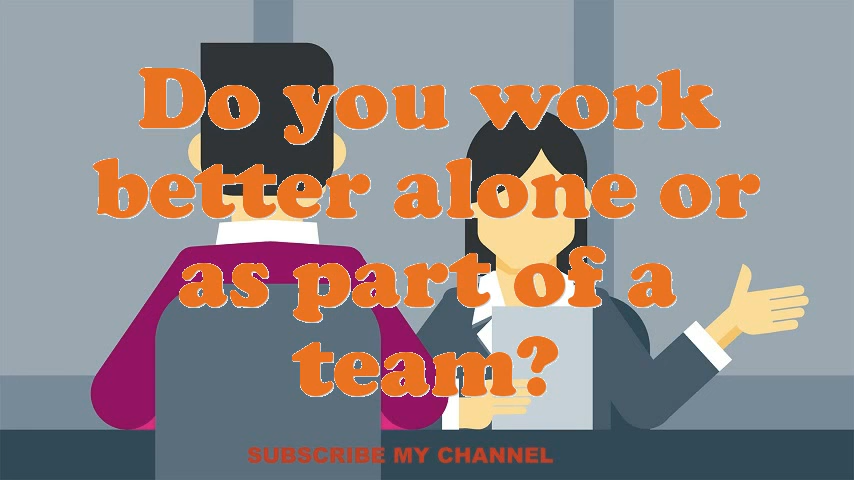 Do you work
better alone or
as part of a
team?
SUBSCRIBE MY CHANNEL